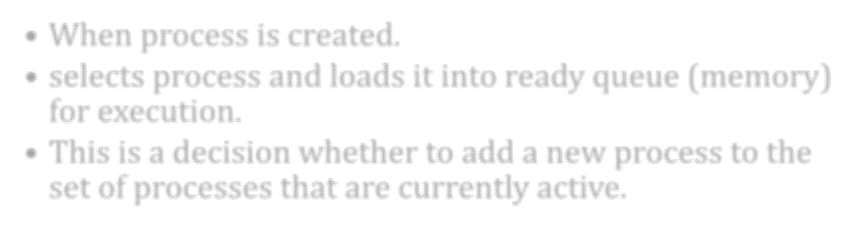 • When process is created.
• selects process and loads it into ready queue (memory)
for execution.
• This is a decision whether to add a new process to the
set of processes that are currently active.